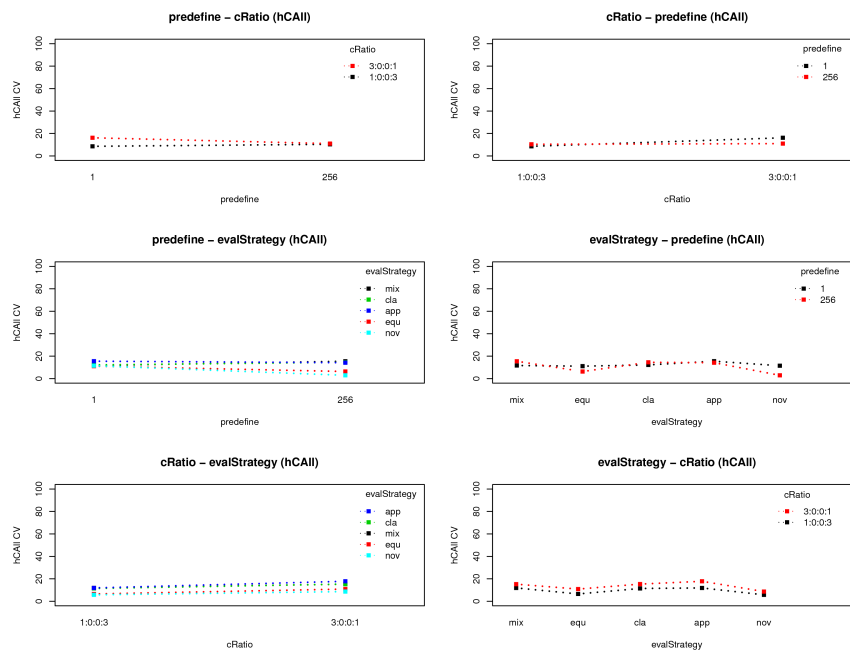 predefine − cRatio (hCAII)
hCAII CV
0
20
40
60
80
100
cRatio
3:0:0:1
1:0:0:3
1
256
predefine
cRatio − predefine (hCAII)
hCAII CV
0
20
40
60
80
100
predefine
1
256
1:0:0:3
3:0:0:1
cRatio
predefine − evalStrategy (hCAII)
hCAII CV
0
20
40
60
80
100
evalStrategy
mix
cla
app
equ
nov
1
256
predefine
evalStrategy − predefine (hCAII)
hCAII CV
0
20
40
60
80
100
predefine
1
256
mix
equ
cla
app
nov
evalStrategy
cRatio − evalStrategy (hCAII)
hCAII CV
0
20
40
60
80
100
evalStrategy
app
cla
mix
equ
nov
1:0:0:3
3:0:0:1
cRatio
evalStrategy − cRatio (hCAII)
hCAII CV
0
20
40
60
80
100
cRatio
3:0:0:1
1:0:0:3
mix
equ
cla
app
nov
evalStrategy